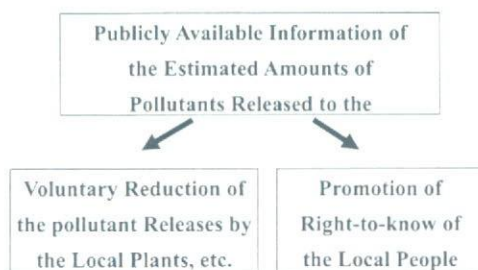 Publicly Available Information of
the Estimated Amounts of
Pollutants Released to the
Voluntary Reduction of
the pollutant Releases by
the Local Plants, etc.
Promotion of
Right-to-know of
the Local People